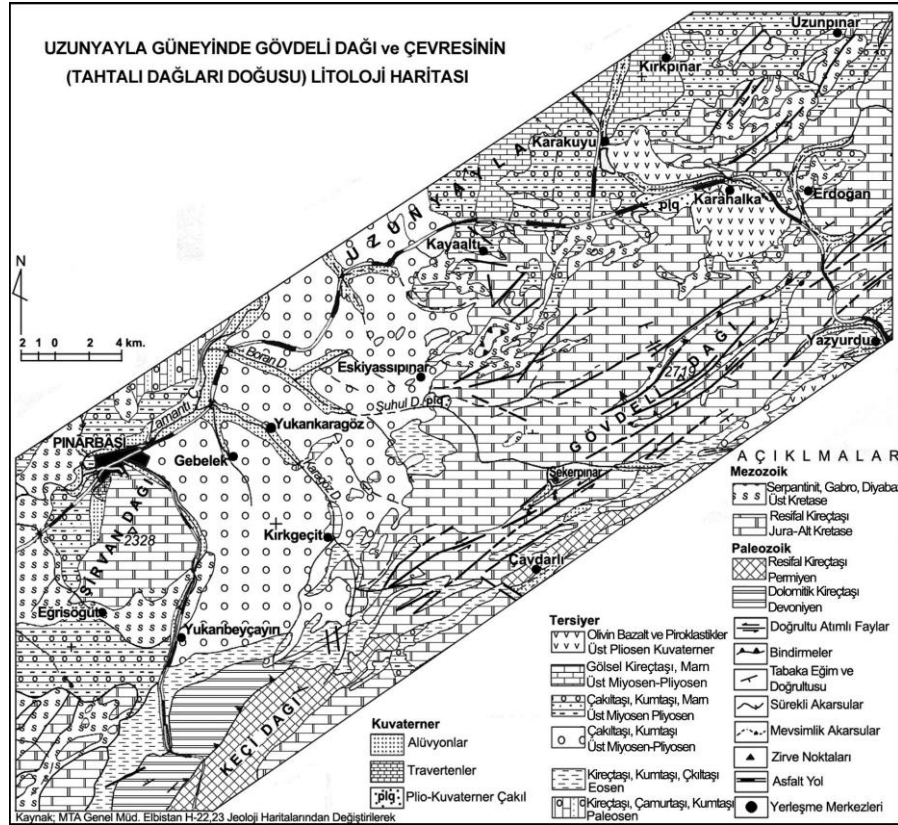 UZUNYAYLA GÜNEYİNDE GÖVDELİ DAĞI ve ÇEVRESİNİN
(TAHTALI DAĞLARI DOĞUSU) LİTOLOJİ HARİTASI
Uzunpınar
Kırkpınar
Karakuyu
UZUNYAYLA
plq
Karahalka
Erdoğan
Kayaaltı
N
2 1 0 2 4 km.
Yazyurdu
Boran D.
Eskiyassıpınar
2719
GÖVDELİ DAĞI
Suhul D. plq
Zamantı Ç.
Yukarıkaragöz
PINARBAŞI
Gebelek
Karagöz D.
Şekerpınar
ŞİRVAN DAĞI
2328
Kırkgeçit
Çavdarlı
Eğrisöğüt
Yukarıbeyçayırı
KEÇİ DAĞI
AÇIKLMALAR
Mezozoik
Serpantinit, Gabro, Diyabaz
Üst Kretase
Resifal Kireçtaşı
Jura-Alt Kretase
Paleozoik
Resifal Kireçtaşı
Permiyen
Dolomitik Kireçtaşı
Devoniyen
Doğrultu Atımlı Faylar
Bindirmeler
Tabaka Eğim ve
Doğrultusu
Sürekli Akarsular
Mevsimlik Akarsular
Zirve Noktaları
Asfalt Yol
Yerleşme Merkezleri
Tersiyer
Olivin Bazalt ve Piroklastikler
Üst Pliosen Kuvaterner
Gölsel Kireçtaşı, Marn
Üst Miyosen-Pliyosen
Çakıltaşı, Kumtaşı, Marn
Üst Miyosen Pliyosen
Çakıltaşı, Kumtaşı
Üst Miyosen-Pliyosen
Kireçtaşı, Kumtaşı, Çkıltaşı
Eosen
Kireçtaşı, Çamurtaşı, Kumtaşı
Paleosen
Kuvaterner
Alüvyonlar
Travertenler
plq Plio-Kuvaterner Çakıl
Kaynak; MTA Genel Müd. Elbistan H-22,23 Jeoloji Haritalarından Değiştirilerek